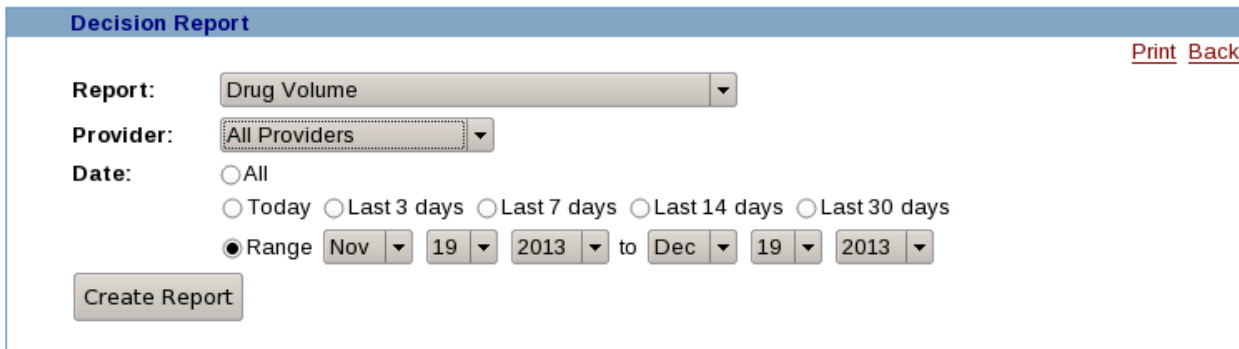 Decision Report
Print Back
Report: Drug Volume
Provider: All Providers
Date: All
Today Last 3 days Last 7 days Last 14 days Last 30 days
Range Nov 19 2013 to Dec 19 2013
Create Report